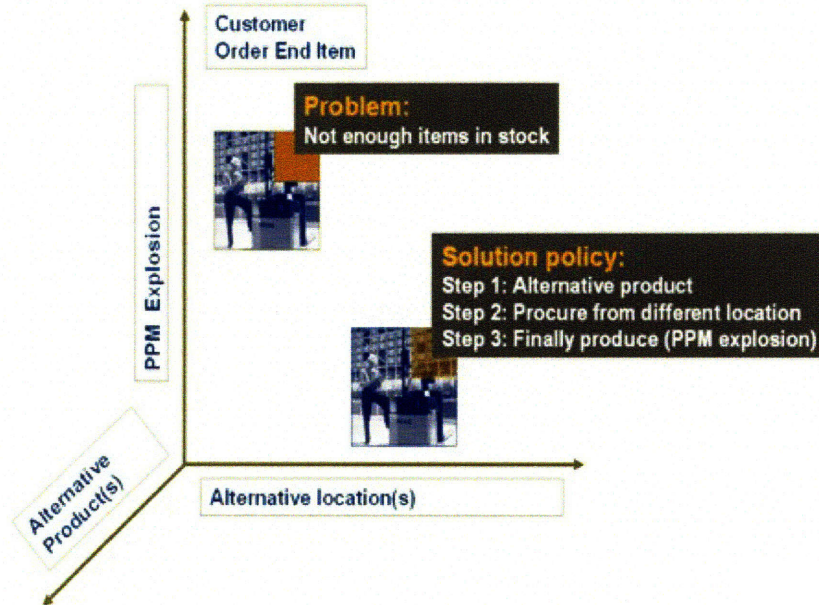 Customer
Order End Item
Problem:
Not enough items in stock
PPM Explosion
Solution policy:
Step 1: Alternative product
Step 2: Procure from different location
Step 3: Finally produce (PPM explosion)
Alternative
Product(s)
Alternative location(s)